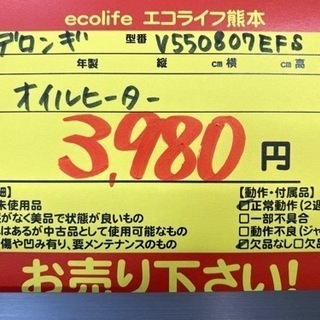 ecolife エコライフ熊本
デロンギ 型番 V550807EFS
年製 縦 cm 横 cm 高
オイルヒーター
3,980 円
【動作・付属品】
未使用品 正常動作(2週
がなく美品で状態が良いもの 一部不具合
はあるが中古品として使用可能なもの 動作不良(ジャ
傷や凹み有り、要メンテナンスのもの 欠品なし 欠品
お売り下さい!